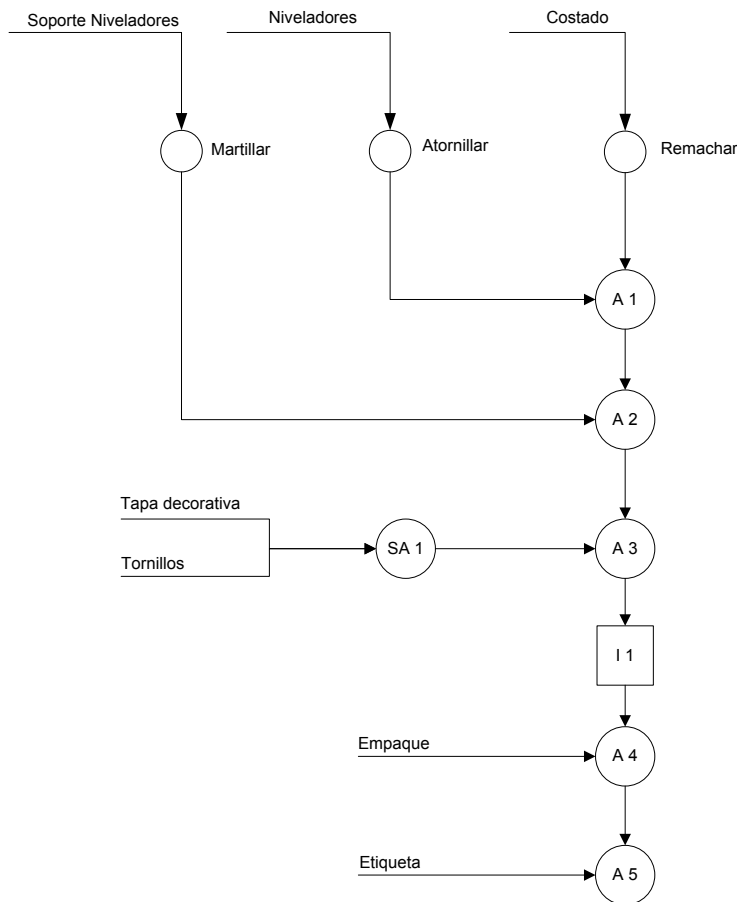 Soporte Niveladores
Niveladores
Costado
Martillar
Atornillar
Remachar
A 1
A 2
Tapa decorativa
SA 1
A 3
Tornillos
I 1
Empaque
A 4
Etiqueta
A 5